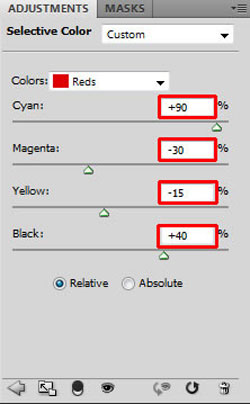 ADJUSTMENTS MASKS
Selective Color Custom
Colors: Reds
Cyan: +90 %
Magenta: -30 %
Yellow: -15 %
Black: +40 %
Relative Absolute